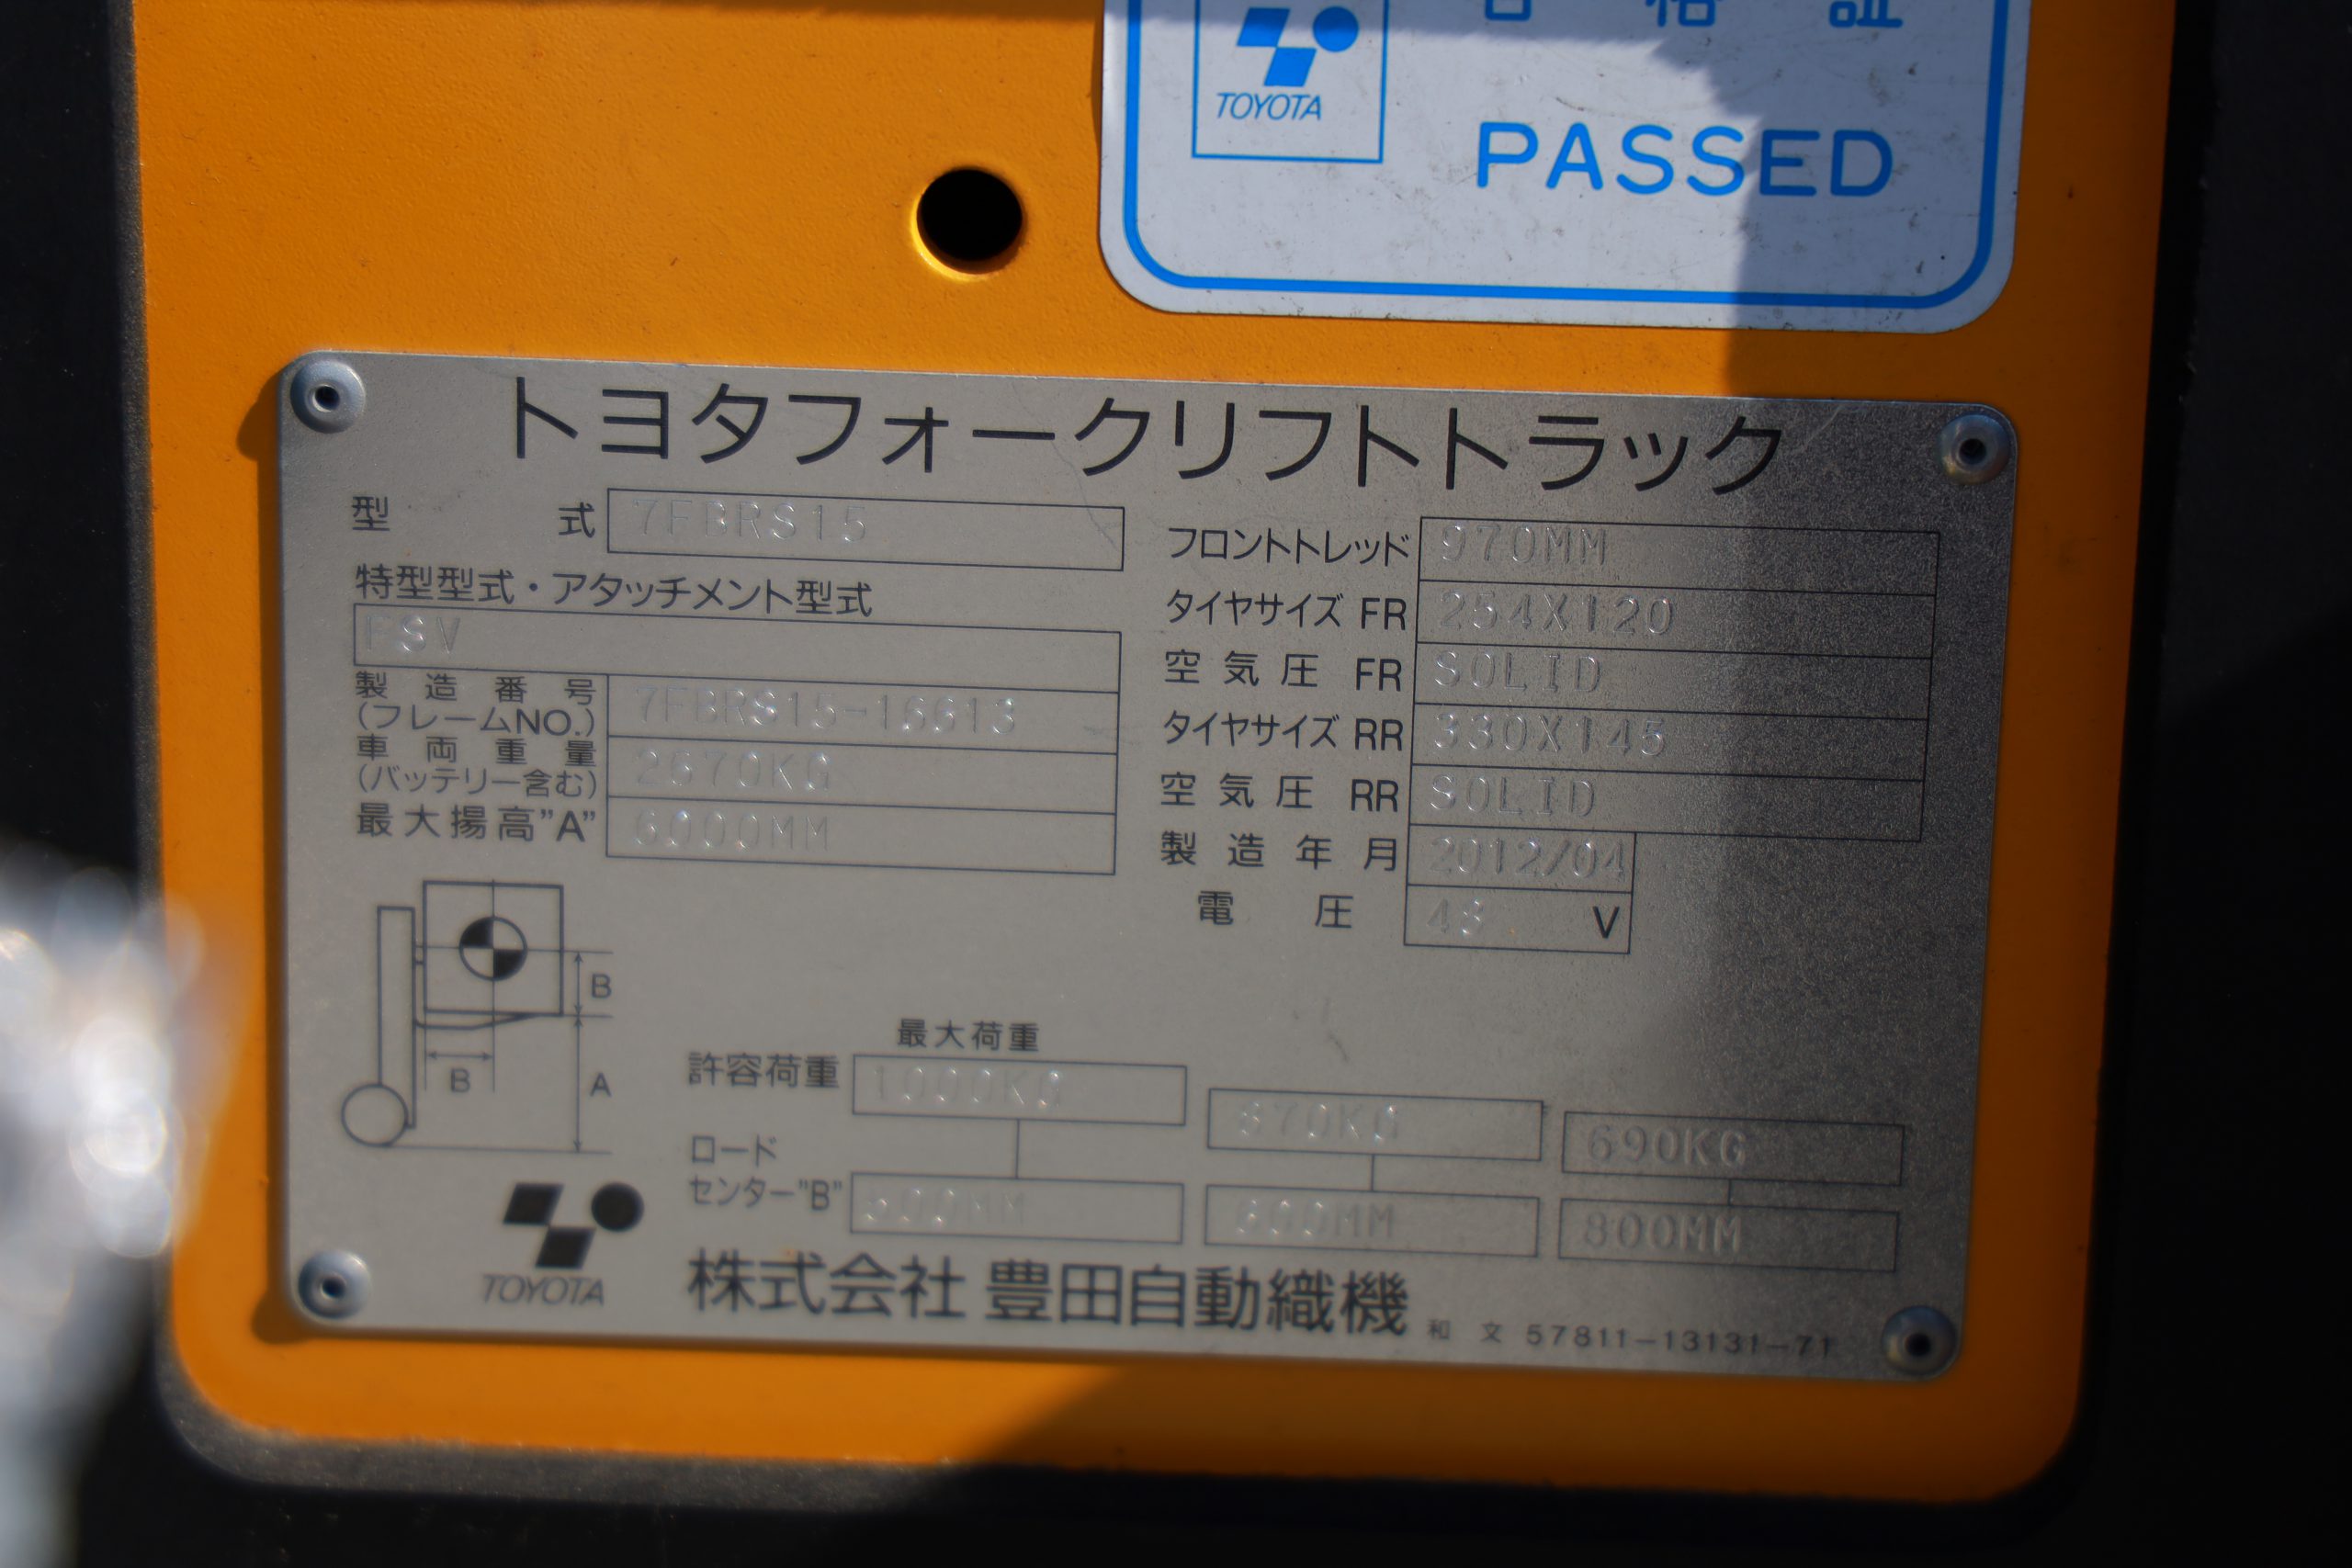 合格証
TOYOTA
PASSED
トヨタフォークリフトトラック
型 式 7FBRS15
特型型式・アタッチメント型式
FSV
製造番号
(フレームNO.) 7FBRS15-16613
車両重量
(バッテリー含む) 2670KG
最大揚高"A" 6000MM
フロントトレッド 970MM
タイヤサイズ FR 254X120
空気圧 FR SOLID
タイヤサイズ RR 330X145
空気圧 RR SOLID
製造年月 2012/04
電圧 48 V
B
B
A
最大荷重
許容荷重 1000KG 870KG 690KG
ロード
センター"B" 500MM 600MM 800MM
TOYOTA
株式会社 豊田自動織機 和文 57811-13131-71